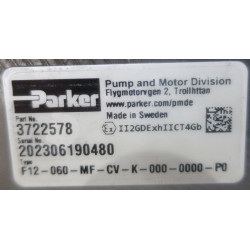 Parker
Pump and Motor Division
Flygmotorvgen 2, Trollhttan
www.parker.com/pmde
Made in Sweden
Part No.
3722578
II2GDExhIICT4Gb
Serial No.
202306190480
Type
F12-060-MF-CV-K-000-0000-P0